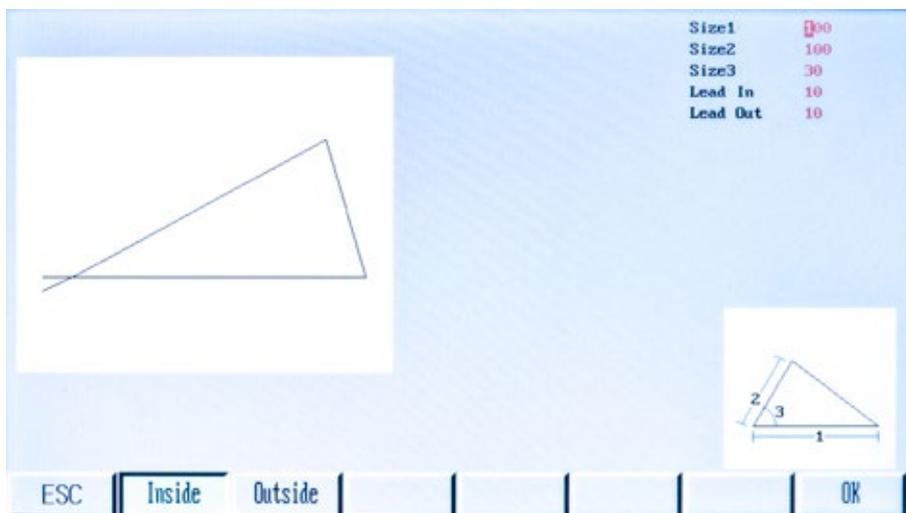 Size1 100
Size2 100
Size3 30
Lead In 10
Lead Out 10
2
3
1
ESC Inside Outside OK